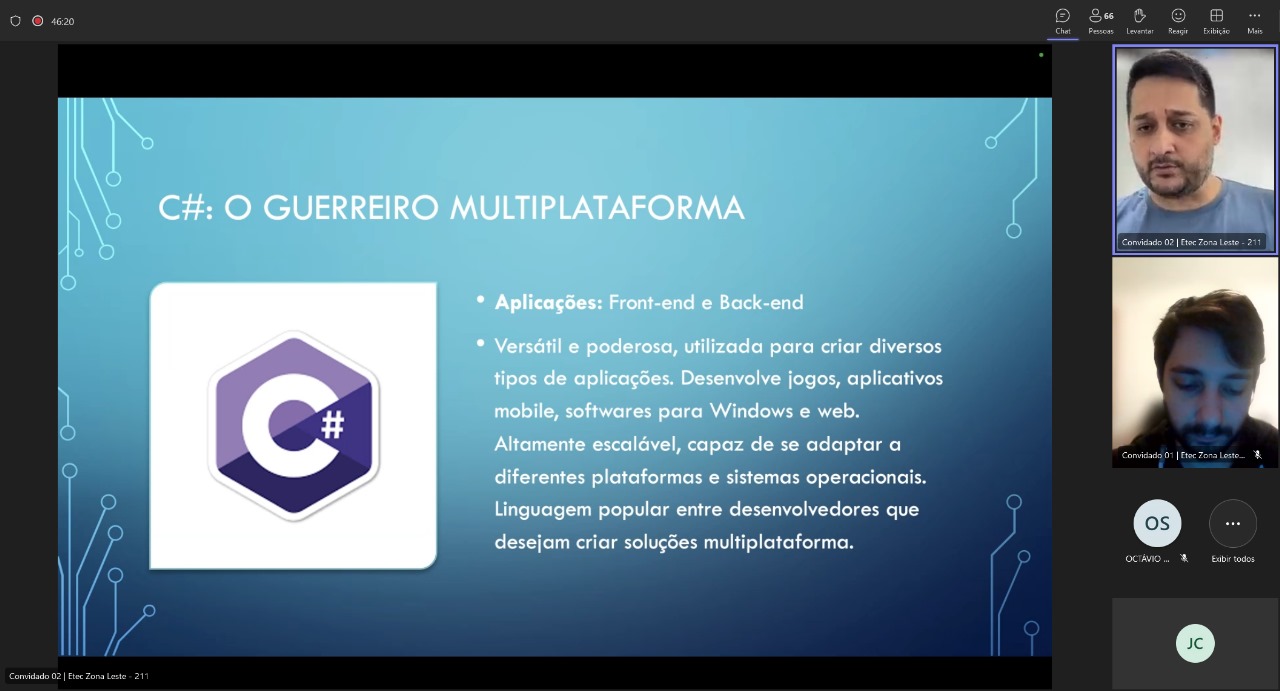 46:20
Chat
66
Pessoas
Levantar
Reagir
Exibição
Mais
C#: O GUERREIRO MULTIPLATAFORMA
C#
• Aplicações: Front-end e Back-end
• Versátil e poderosa, utilizada para criar diversos
tipos de aplicações. Desenvolve jogos, aplicativos
mobile, softwares para Windows e web.
Altamente escalável, capaz de se adaptar a
diferentes plataformas e sistemas operacionais.
Linguagem popular entre desenvolvedores que
desejam criar soluções multiplataforma.
Convidado 02 | Etec Zona Leste - 211
Convidado 01 | Etec Zona Leste...
OS
OCTÁVIO ...
Exibir todos
JC
Convidado 02 | Etec Zona Leste - 211